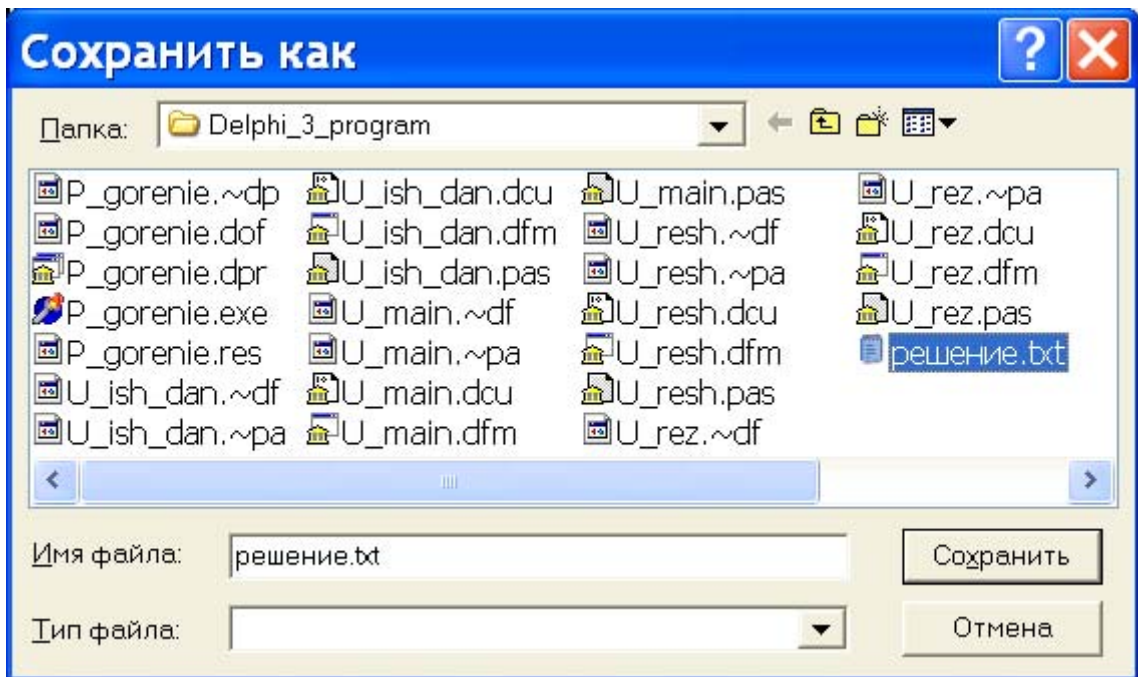 Сохранить как
Папка: Delphi_3_program
P_gorenie.~dp U_ish_dan.dcu U_main.pas U_rez.~pa
P_gorenie.dof U_ish_dan.dfm U_resh.~df U_rez.dcu
P_gorenie.dpr U_ish_dan.pas U_resh.~pa U_rez.dfm
P_gorenie.exe U_main.~df U_resh.dcu U_rez.pas
P_gorenie.res U_main.~pa U_resh.dfm решение.txt
U_ish_dan.~df U_main.dcu U_resh.pas
U_ish_dan.~pa U_main.dfm U_rez.~df
Имя файла: решение.txt Сохранить
Тип файла: Отмена